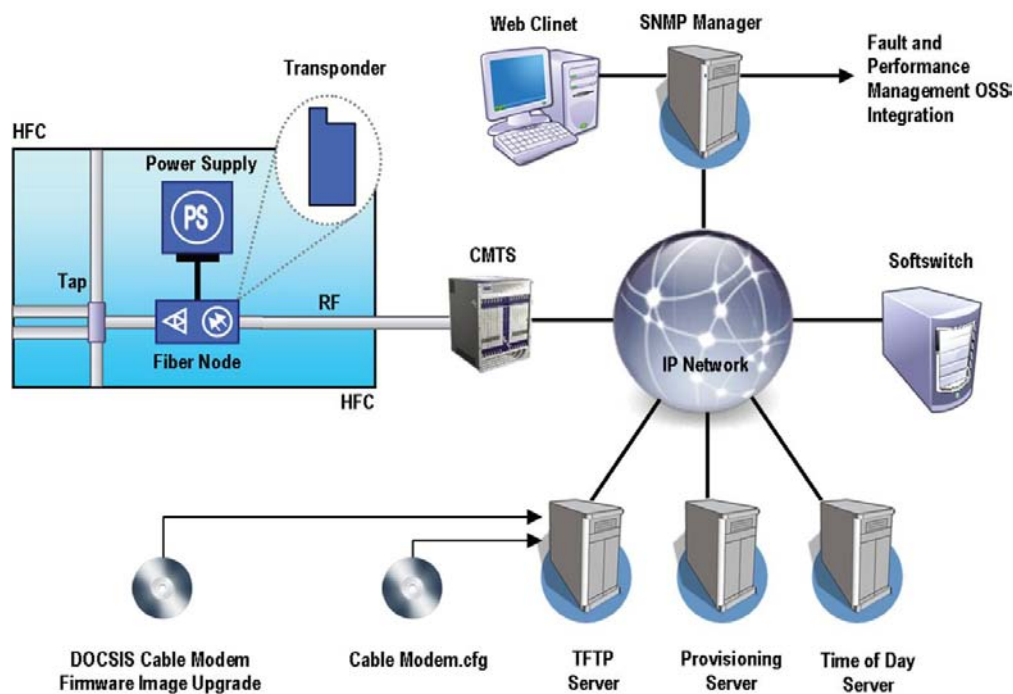 Web Clinet
SNMP Manager
Fault and
Performance
Management OSS
Integration
Transponder
HFC
Power Supply
PS
Tap
RF
CMTS
Softswitch
Fiber Node
IP Network
HFC
DOCSIS Cable Modem
Firmware Image Upgrade
Cable Modem.cfg
TFTP
Server
Provisioning
Server
Time of Day
Server